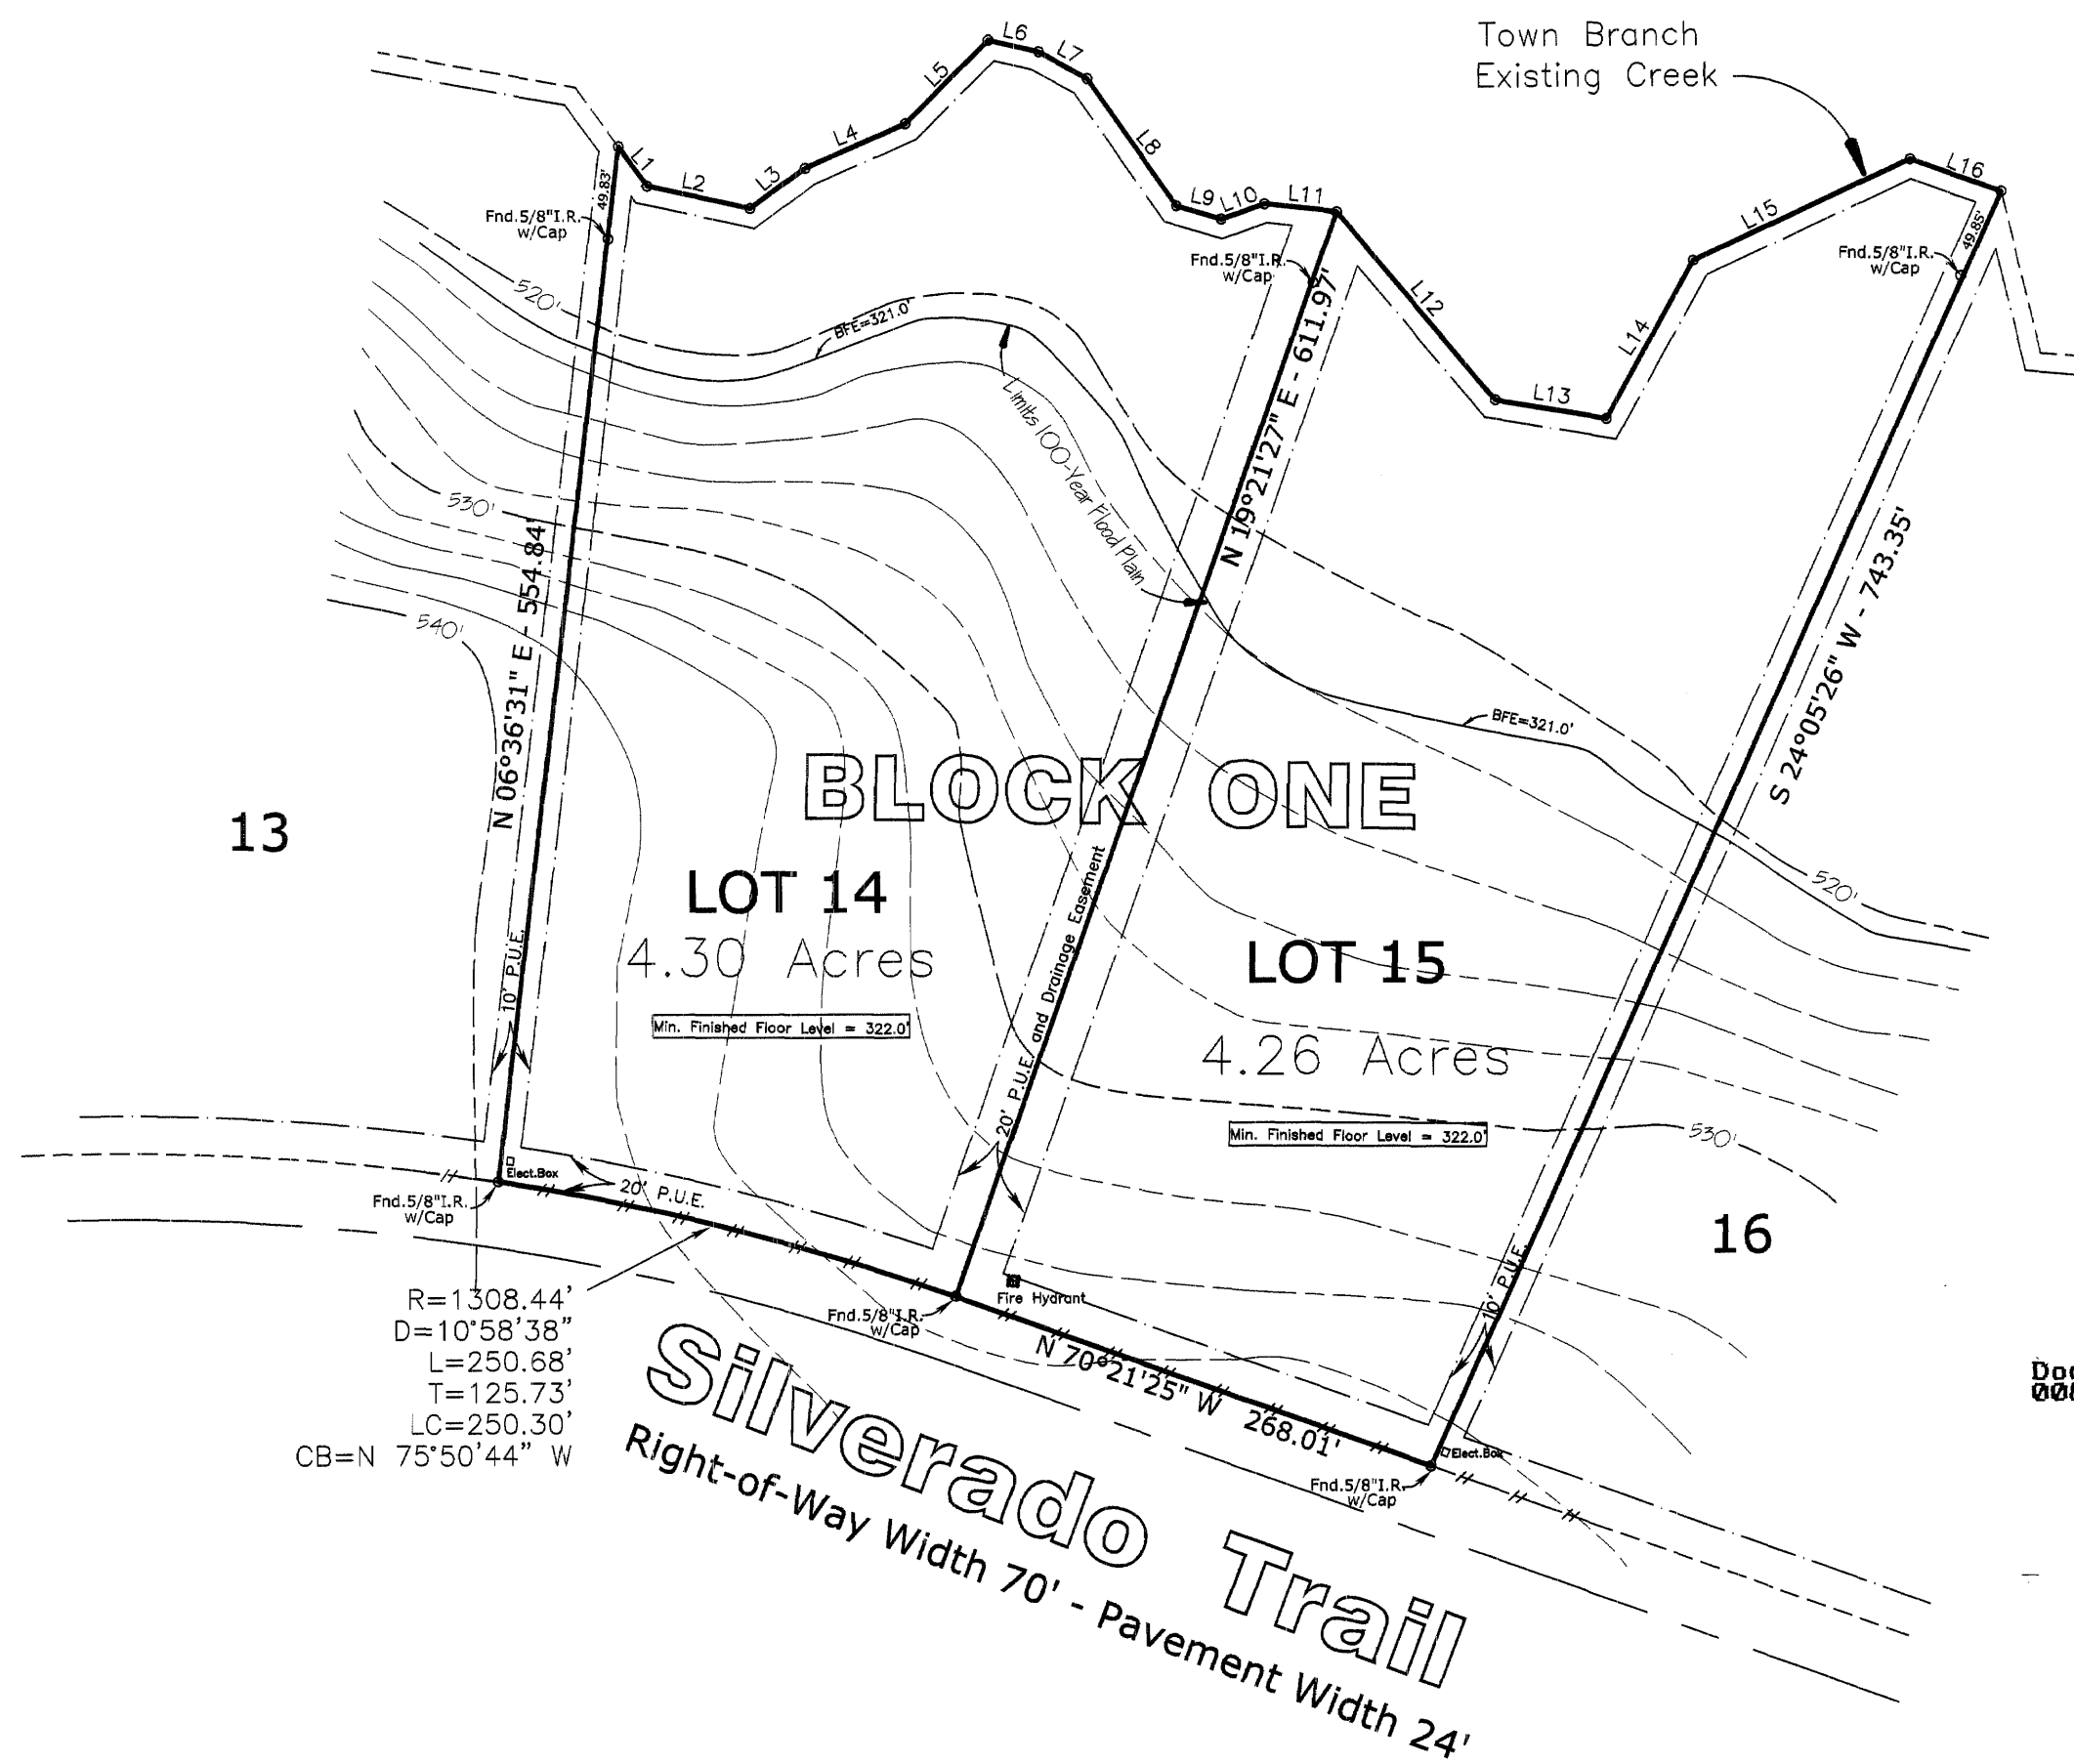 Town Branch
Existing Creek
L1
L2
L3
L4
L5
L6
L7
L8
L9
L10
L11
L12
L13
L14
L15
L16
49.83'
Fnd.5/8"I.R.
w/Cap
Fnd.5/8"I.R.
w/Cap
49.85'
Fnd.5/8"I.R.
w/Cap
520'
BFE=321.0'
Limits 100-Year Flood Plain
N 19°21'27" E - 611.97'
530'
N 06°36'31" E - 554.84'
540'
S 24°05'26" W - 743.35'
BFE=321.0'
BLOCK ONE
13
LOT 14
4.30 Acres
Min. Finished Floor Level = 322.0'
520'
LOT 15
4.26 Acres
Min. Finished Floor Level = 322.0'
530'
10' P.U.E.
20' P.U.E. and Drainage Easement
16
Elect.Box
Fnd.5/8"I.R.
w/Cap
20' P.U.E.
10' P.U.E.
R=1308.44'
D=10°58'38"
L=250.68'
T=125.73'
LC=250.30'
CB=N 75°50'44" W
Fire Hydrant
Fnd.5/8"I.R.
w/Cap
N 70°21'25" W 268.01'
Elect.Box
Fnd.5/8"I.R.
w/Cap
Silverado Trail
Right-of-Way Width 70' - Pavement Width 24'